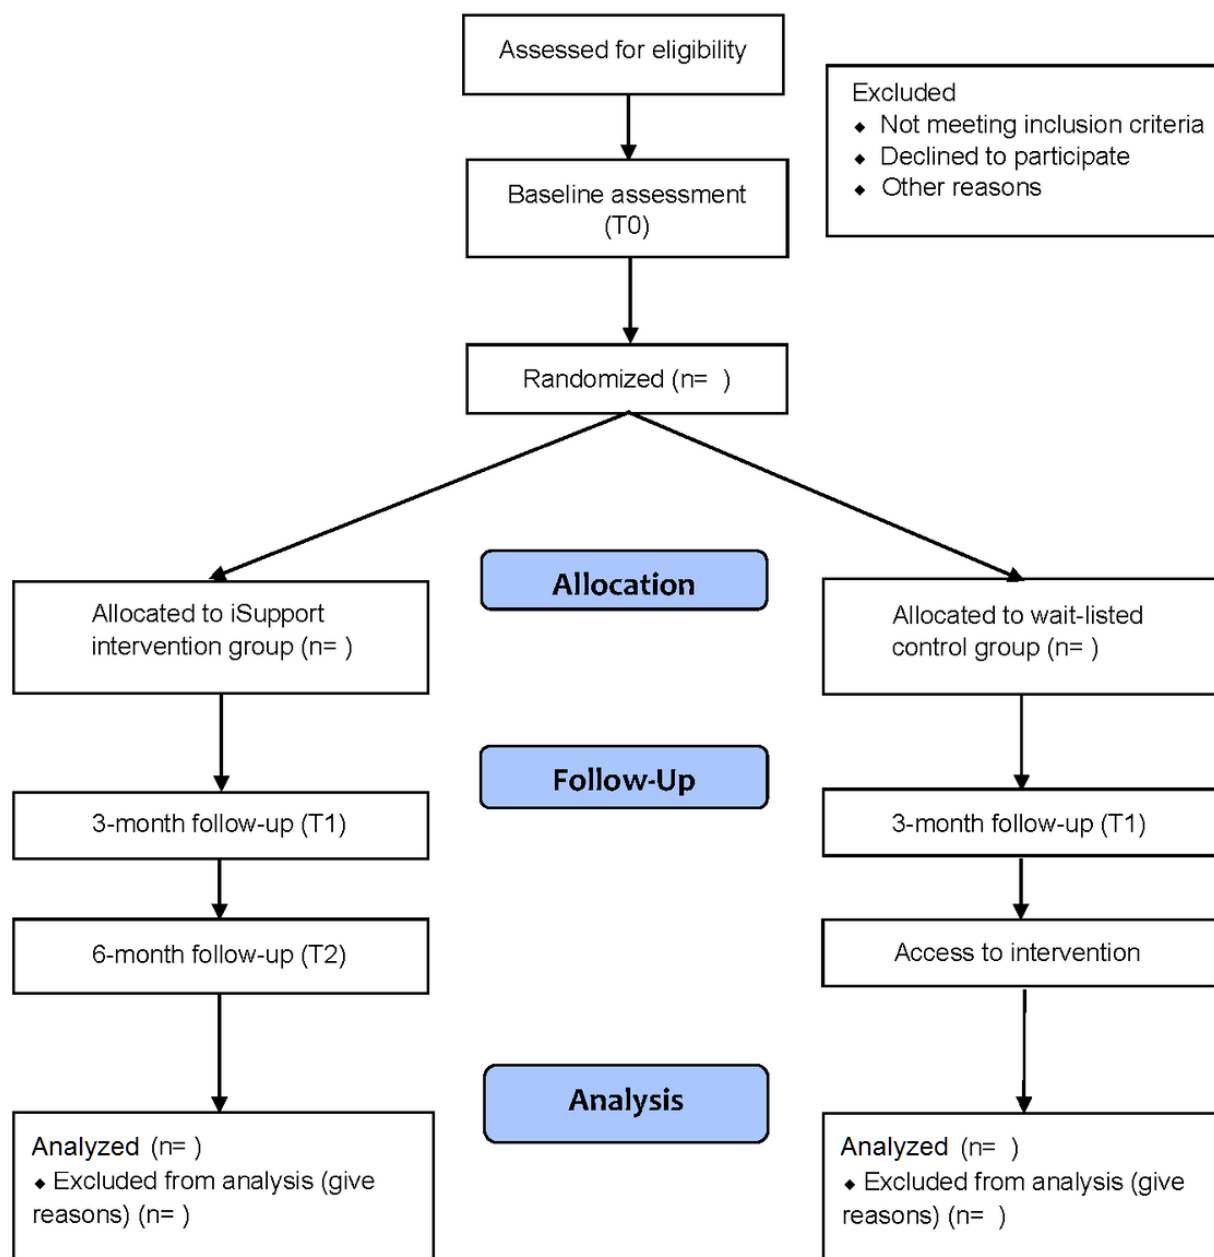 Assessed for eligibility
Excluded
◆ Not meeting inclusion criteria
◆ Declined to participate
◆ Other reasons
Baseline assessment
(T0)
Randomized (n=  )
Allocation
Allocated to iSupport
intervention group (n= )
Allocated to wait-listed
control group (n= )
Follow-Up
3-month follow-up (T1)
3-month follow-up (T1)
6-month follow-up (T2)
Access to intervention
Analysis
Analyzed (n= )
◆ Excluded from analysis (give
reasons) (n= )
Analyzed (n=  )
◆ Excluded from analysis (give
reasons) (n=  )